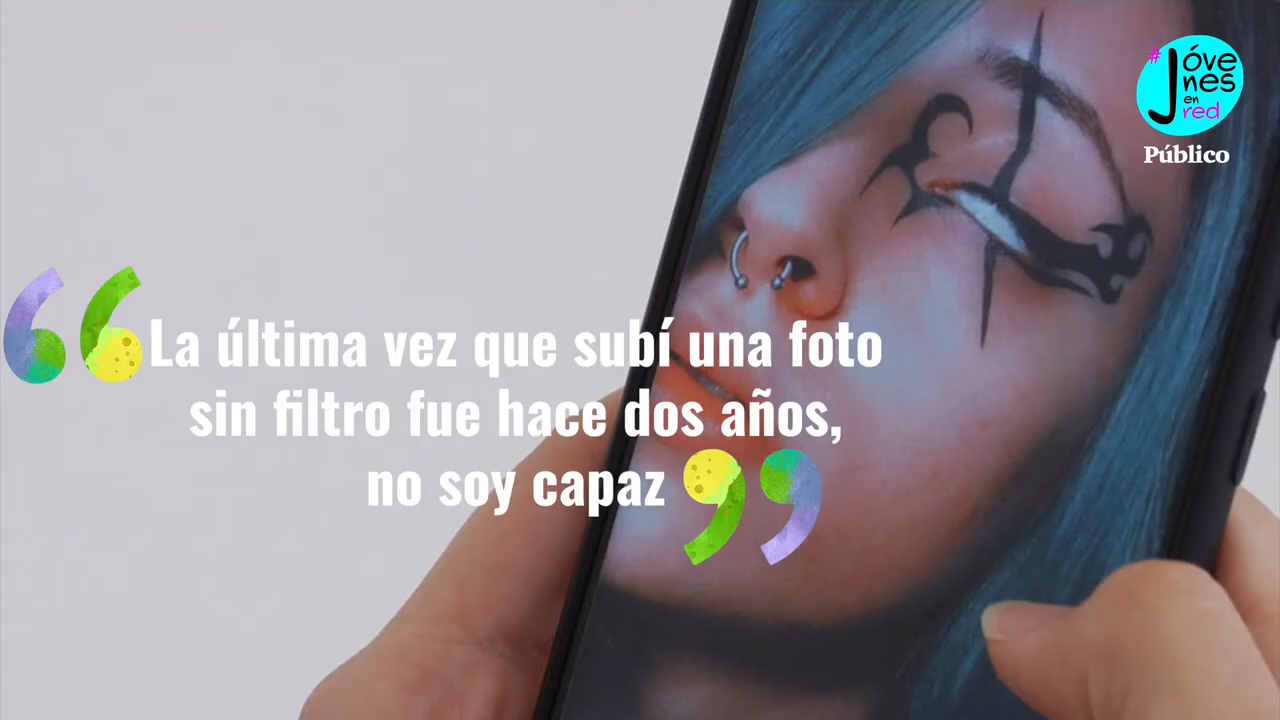 #Jóve
nes
en
red
Público
“La última vez que subí una foto
sin filtro fue hace dos años,
no soy capaz”